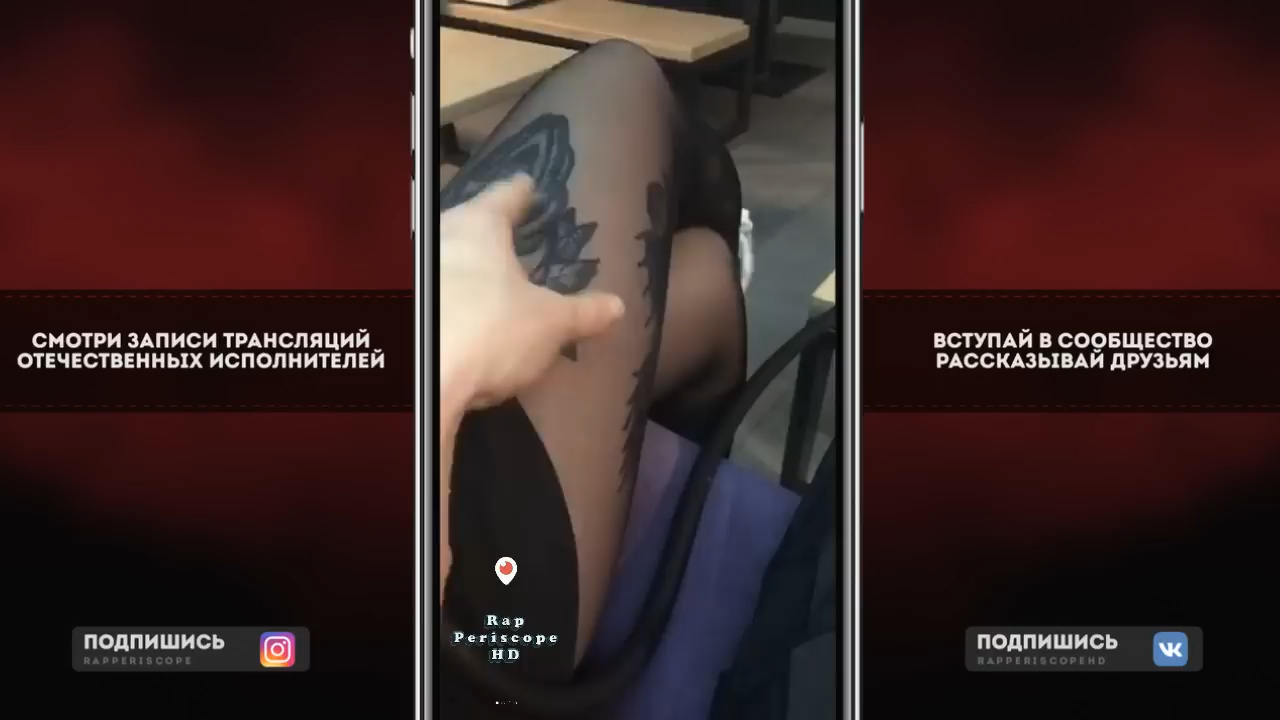 СМОТРИ ЗАПИСИ ТРАНСЛЯЦИЙ
ОТЕЧЕСТВЕННЫХ ИСПОЛНИТЕЛЕЙ
ВСТУПАЙ В СООБЩЕСТВО
РАССКАЗЫВАЙ ДРУЗЬЯМ
Rap
Periscope
HD
ПОДПИШИСЬ
RAPPERISCOPE
ПОДПИШИСЬ
RAPPERISCOPEHD